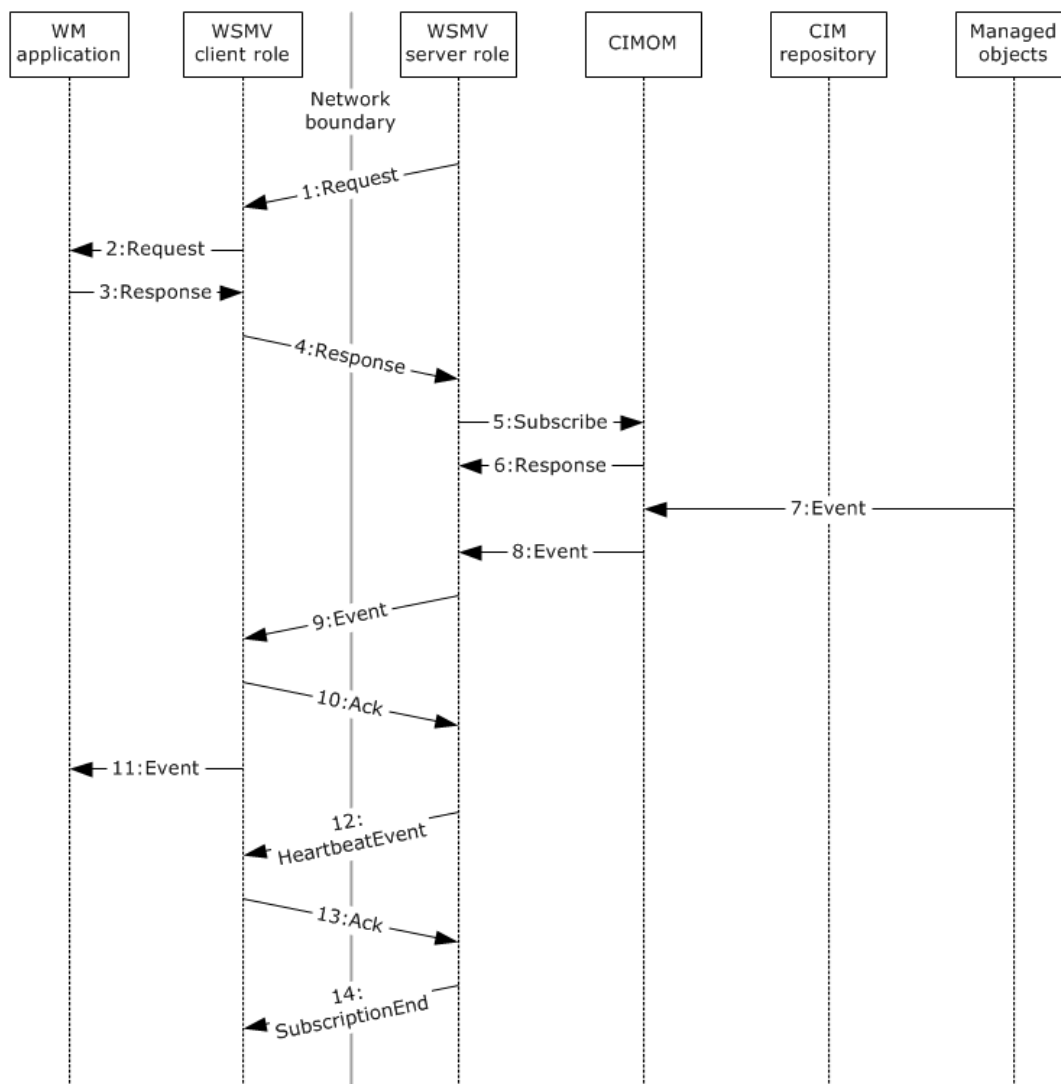 WM
application
WSMV
client role
WSMV
server role
CIMOM
CIM
repository
Managed
objects
Network
boundary
1:Request
2:Request
3:Response
4:Response
5:Subscribe
6:Response
7:Event
8:Event
9:Event
10:Ack
11:Event
12:
HeartbeatEvent
13:Ack
14:
SubscriptionEnd